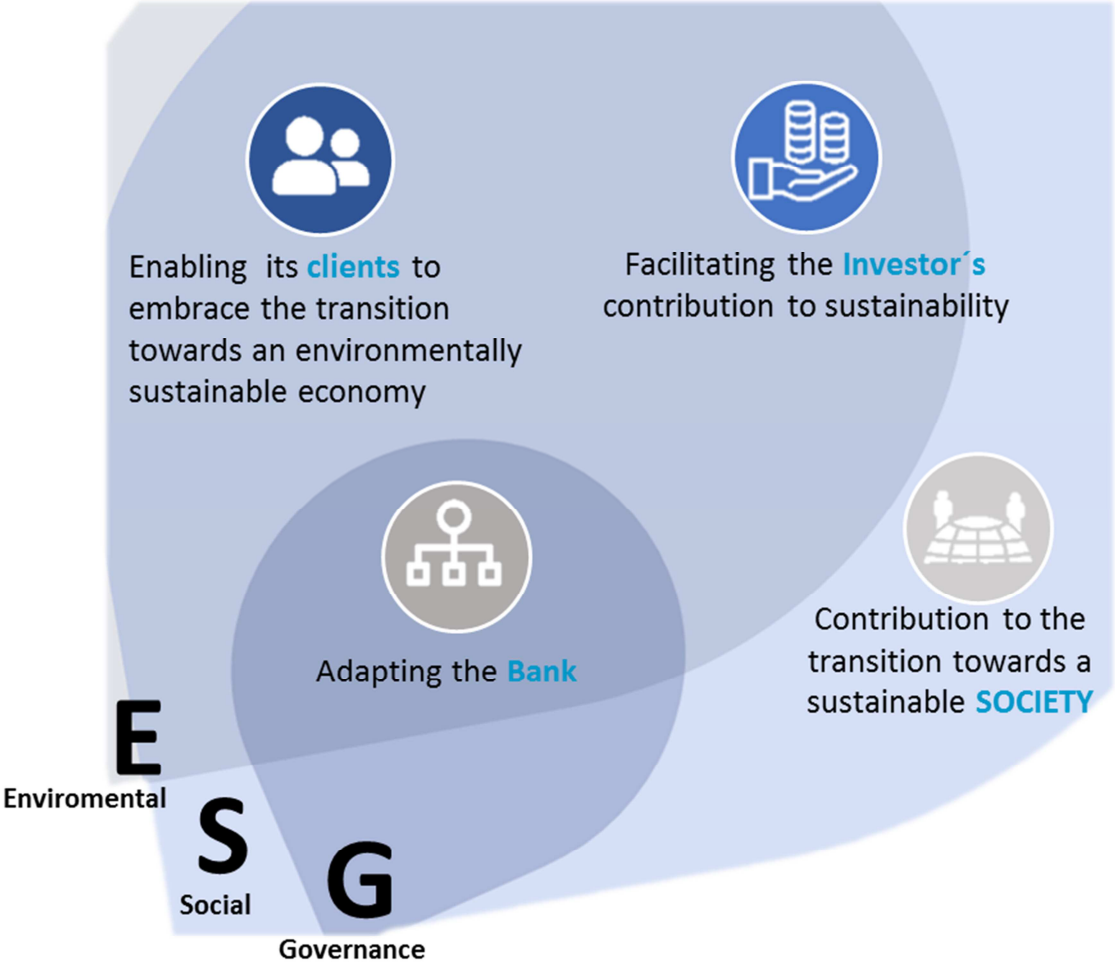 Enabling its clients to
embrace the transition
towards an environmentally
sustainable economy
Facilitating the Investor´s
contribution to sustainability
Adapting the Bank
Contribution to the
transition towards a
sustainable SOCIETY
E
Enviromental
S
Social
G
Governance